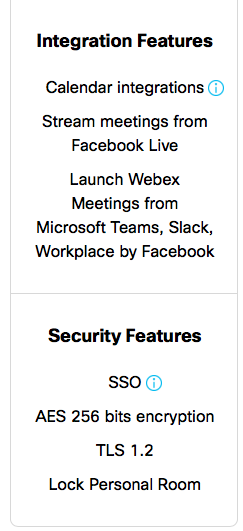 Integration Features
Calendar integrations
Stream meetings from
Facebook Live
Launch Webex
Meetings from
Microsoft Teams, Slack,
Workplace by Facebook
Security Features
SSO
AES 256 bits encryption
TLS 1.2
Lock Personal Room